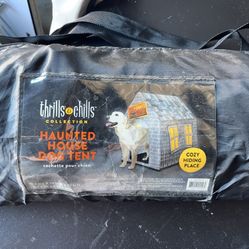 thrills & chills
COLLECTION
HAUNTED
HOUSE
DOG TENT
cachette pour chien
COZY
HIDING
PLACE